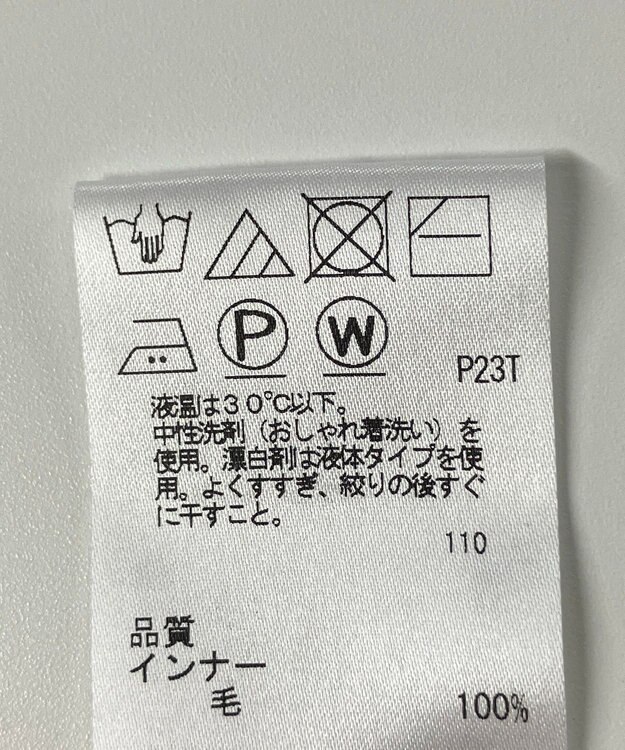 P W
P23T
液温は30℃以下。
中性洗剤（おしゃれ着洗い）を
使用。漂白剤は液体タイプを使
用。よくすすぎ、絞りの後すぐ
に干すこと。
110
品質
インナー
毛 100%